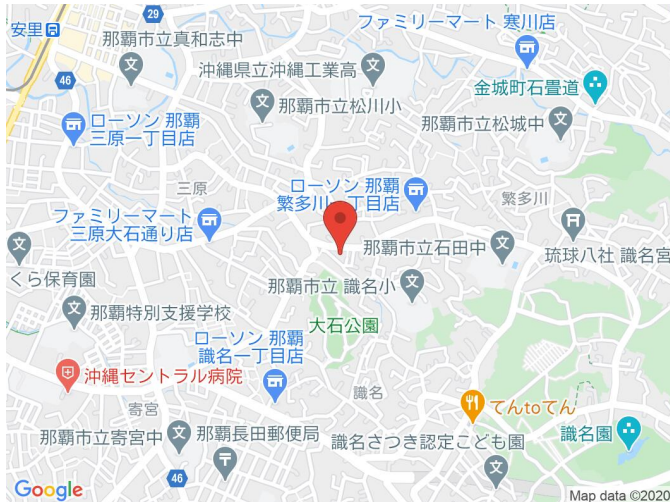 29
ファミリーマート 寒川店
安里
那覇市立真和志中
沖縄県立沖縄工業高
46
金城町石畳道
那覇市立松川小
那覇市立松城中
ローソン 那覇
三原一丁目店
三原
ローソン 那覇
繁多川一丁目店
繁多川
ファミリーマート
三原大石通り店
那覇市立石田中
琉球八社 識名宮
くら保育園
那覇市立 識名小
那覇特別支援学校
大石公園
ローソン 那覇
識名一丁目店
沖縄セントラル病院
識名
寄宮
てんtoてん
那覇市立寄宮中
那覇長田郵便局
識名さつき認定こども園
識名園
46
Google
Map data ©2020